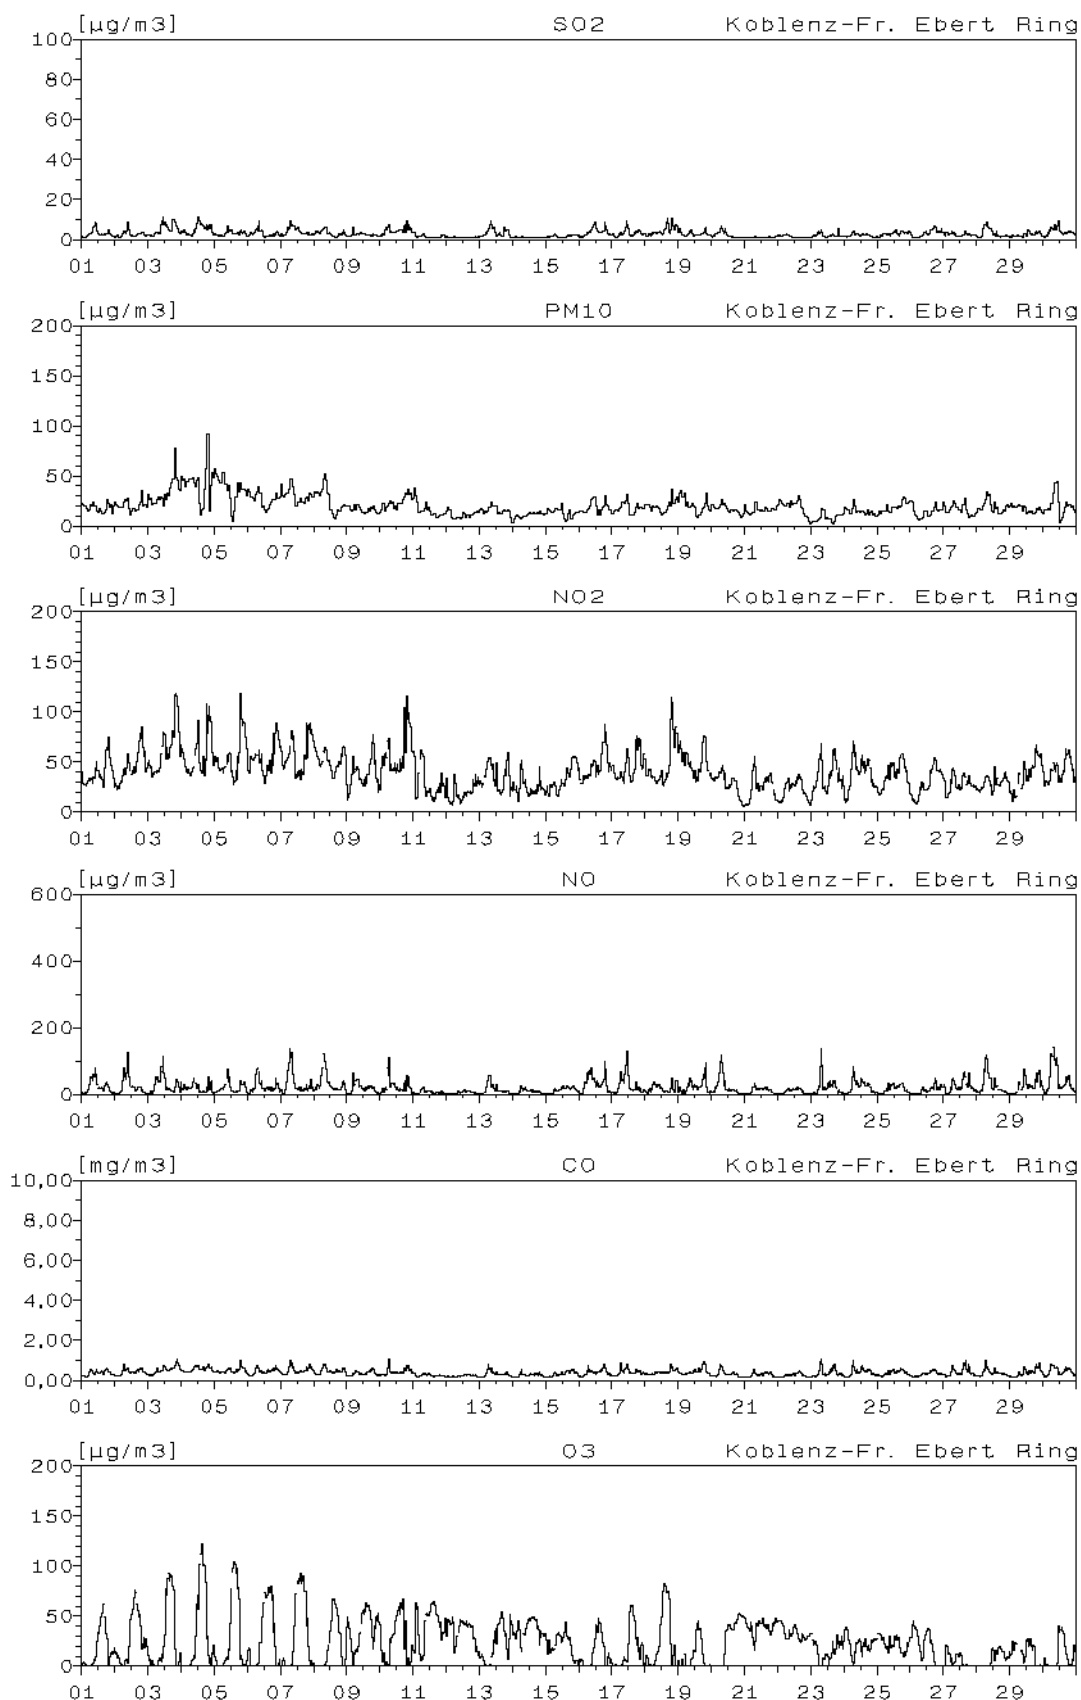 [µg/m3] SO2 Koblenz-Fr. Ebert Ring
100
80
60
40
20
0
01 03 05 07 09 11 13 15 17 19 21 23 25 27 29
[µg/m3] PM10 Koblenz-Fr. Ebert Ring
200
150
100
50
0
01 03 05 07 09 11 13 15 17 19 21 23 25 27 29
[µg/m3] NO2 Koblenz-Fr. Ebert Ring
200
150
100
50
0
01 03 05 07 09 11 13 15 17 19 21 23 25 27 29
[µg/m3] NO Koblenz-Fr. Ebert Ring
600
400
200
0
01 03 05 07 09 11 13 15 17 19 21 23 25 27 29
[mg/m3] CO Koblenz-Fr. Ebert Ring
10,00
8,00
6,00
4,00
2,00
0,00
01 03 05 07 09 11 13 15 17 19 21 23 25 27 29
[µg/m3] O3 Koblenz-Fr. Ebert Ring
200
150
100
50
0
01 03 05 07 09 11 13 15 17 19 21 23 25 27 29